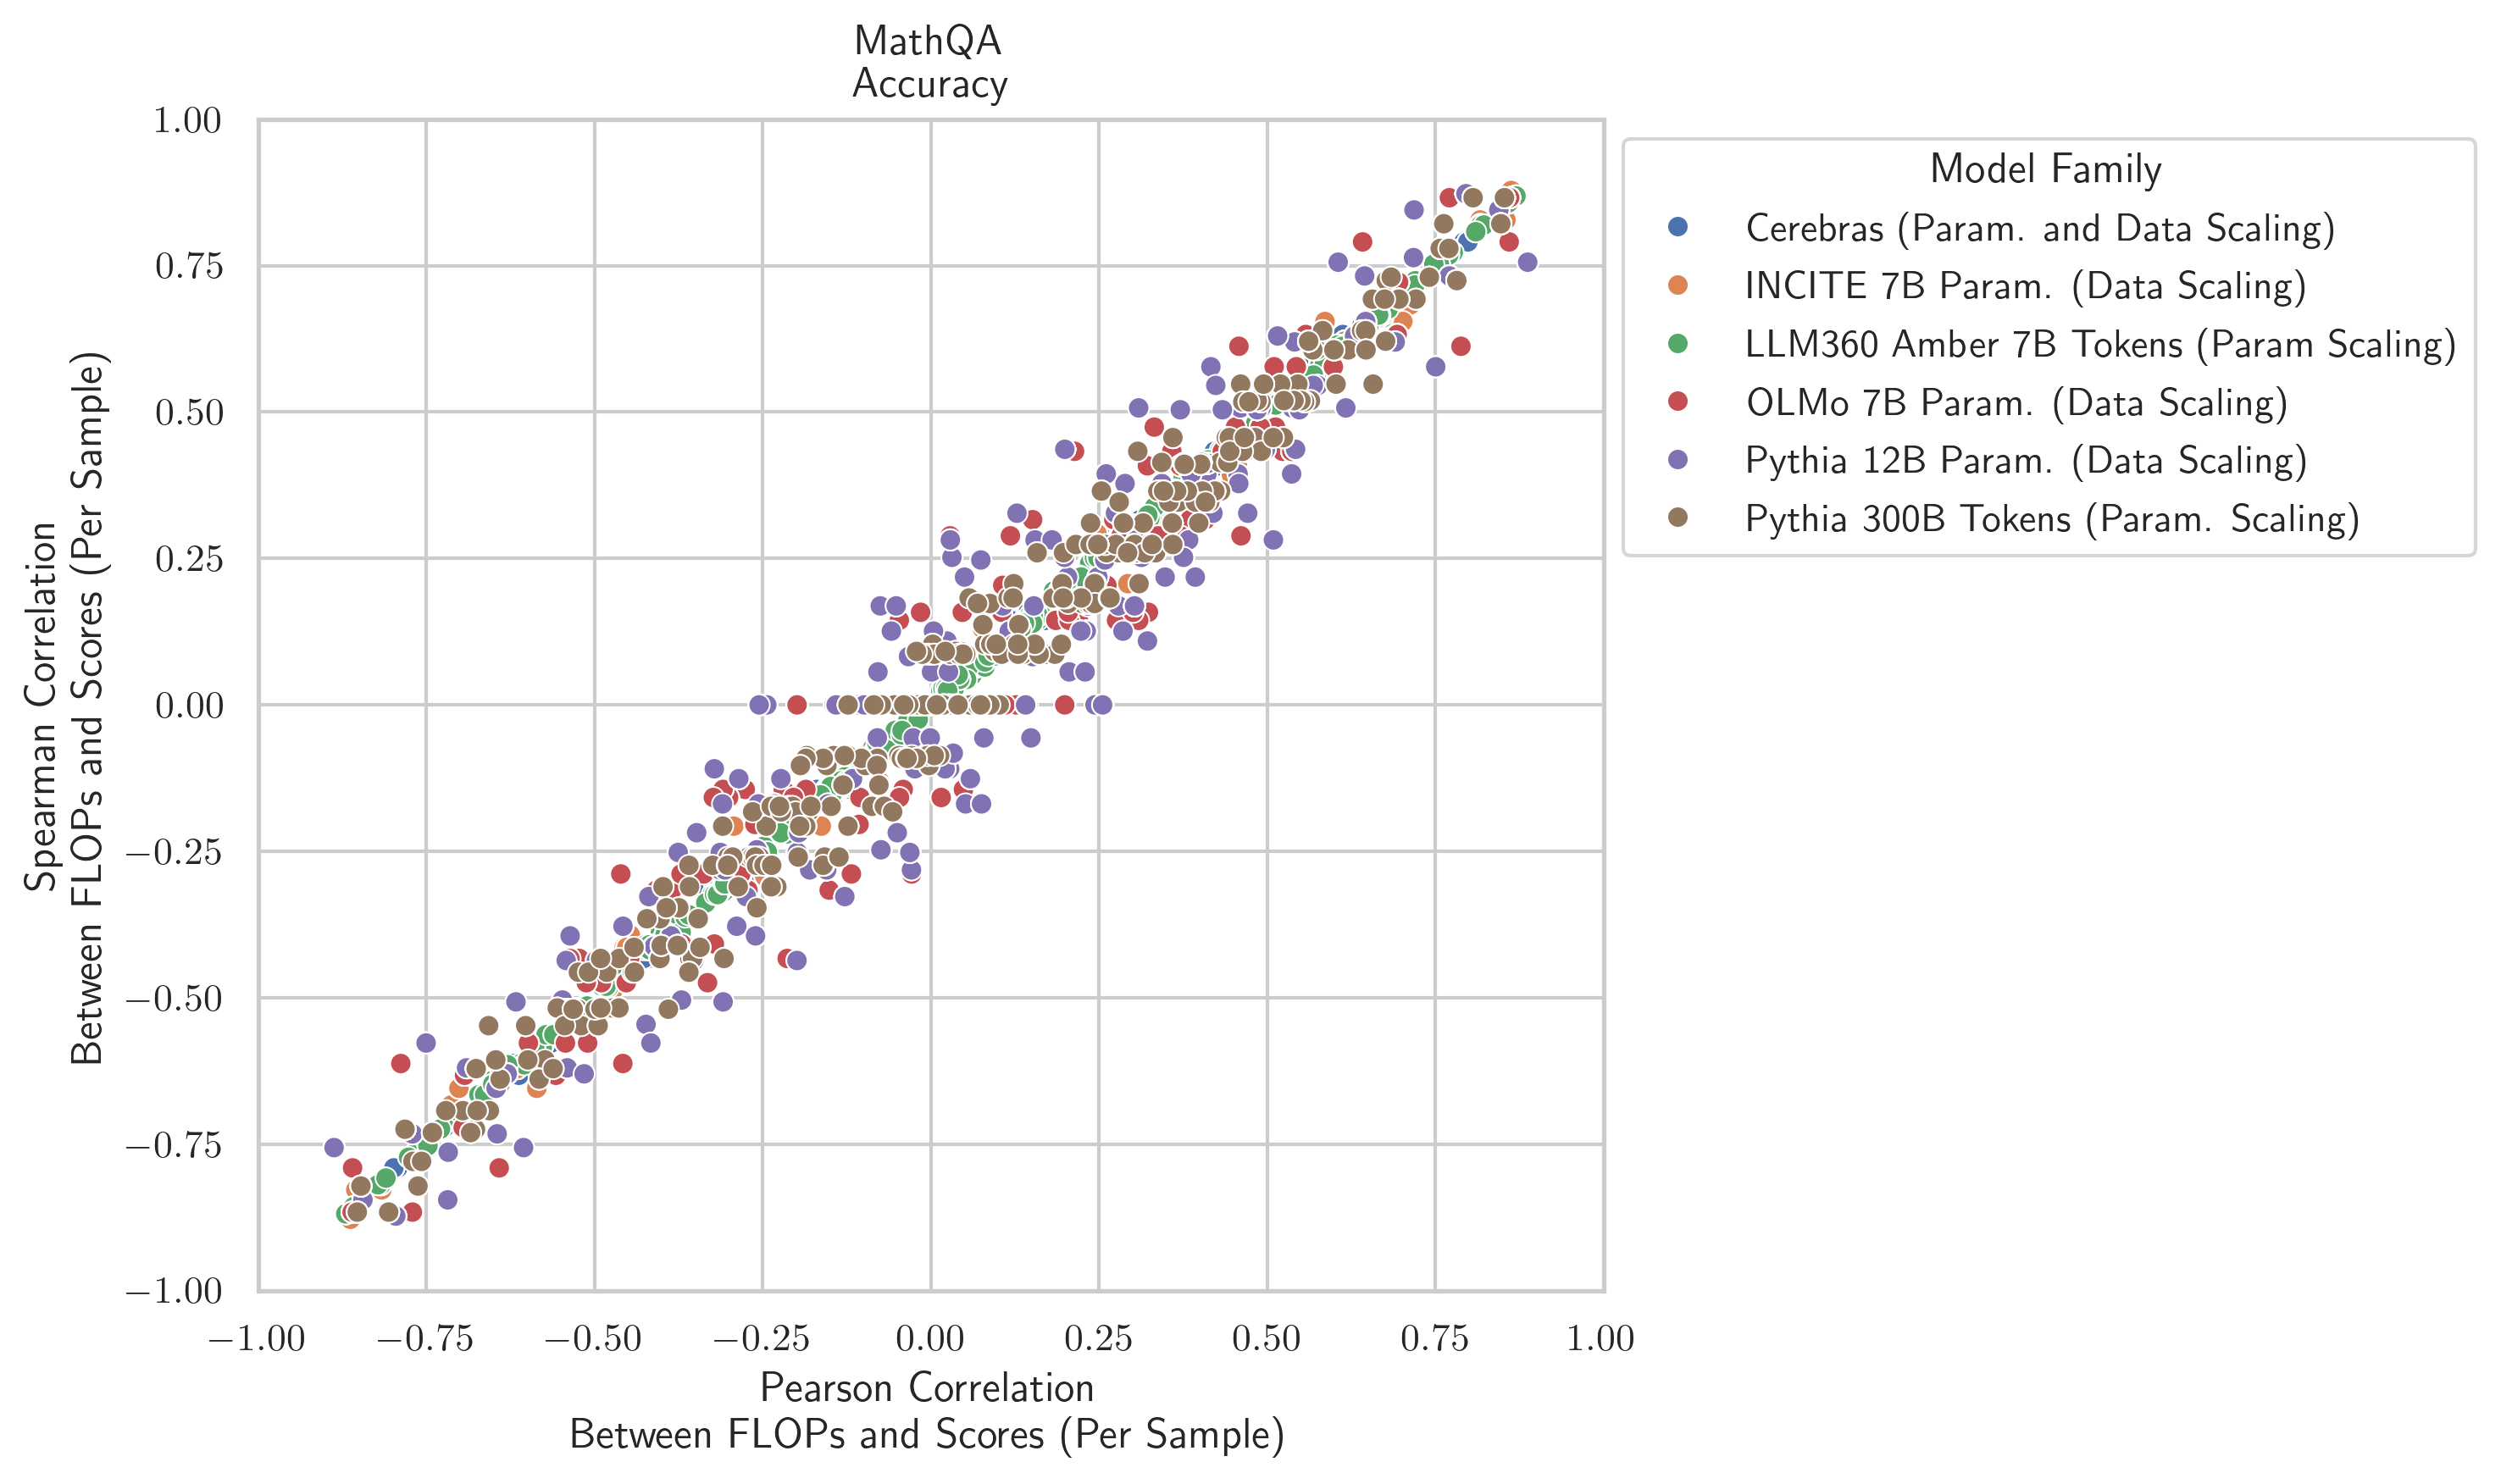 MathQA
Accuracy
1.00
0.75
0.50
0.25
0.00
−0.25
−0.50
−0.75
−1.00
Spearman Correlation
Between FLOPs and Scores (Per Sample)
−1.00 −0.75 −0.50 −0.25 0.00 0.25 0.50 0.75 1.00
Pearson Correlation
Between FLOPs and Scores (Per Sample)
Model Family
Cerebras (Param. and Data Scaling)
INCITE 7B Param. (Data Scaling)
LLM360 Amber 7B Tokens (Param Scaling)
OLMo 7B Param. (Data Scaling)
Pythia 12B Param. (Data Scaling)
Pythia 300B Tokens (Param. Scaling)